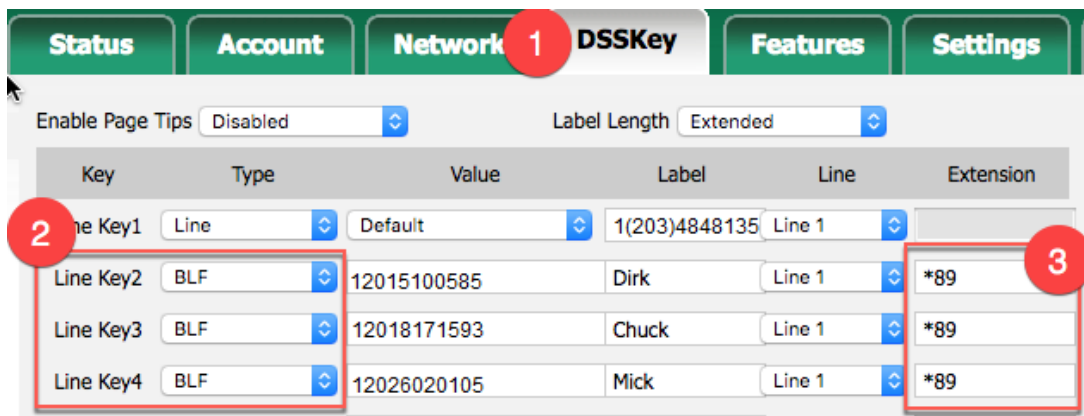 Status Account Network 1 DSSKey Features Settings
Enable Page Tips Disabled Label Length Extended
Key Type Value Label Line Extension
2 ne Key1 Line Default 1(203)4848135 Line 1
Line Key2 BLF 12015100585 Dirk Line 1 *89 3
Line Key3 BLF 12018171593 Chuck Line 1 *89
Line Key4 BLF 12026020105 Mick Line 1 *89